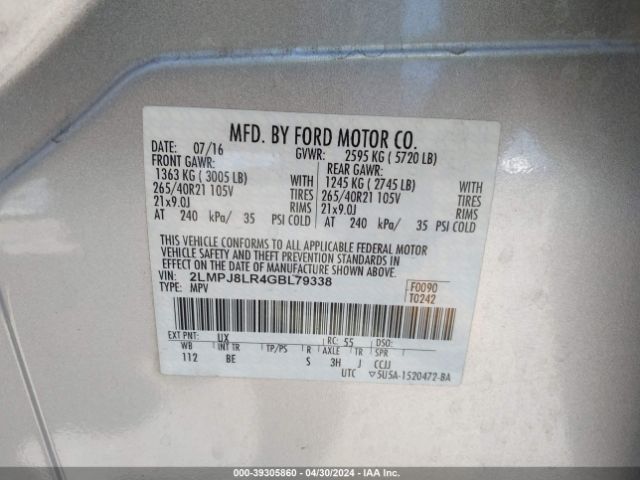 MFD. BY FORD MOTOR CO.
DATE: 07/16 GVWR: 2595 KG ( 5720 LB)
FRONT GAWR: REAR GAWR:
1363 KG ( 3005 LB) WITH 1245 KG ( 2745 LB) WITH
265/40R21 105V TIRES 265/40R21 105V TIRES
21x9.0J RIMS 21x9.0J RIMS
AT 240 kPa/ 35 PSI COLD AT 240 kPa/ 35 PSI COLD
THIS VEHICLE CONFORMS TO ALL APPLICABLE FEDERAL MOTOR
VEHICLE SAFETY AND THEFT PREVENTION STANDARDS IN
EFFECT ON THE DATE OF MANUFACTURE SHOWN ABOVE.
VIN: 2LMPJ8LR4GBL79338 F0090
TYPE: MPV T0242
EXT PNT: UX RC: 55 DSO:
WB INT TR TP/PS R AXLE TR SPR
112 BE S 3H J CCJJ
UTC ▽5U5A-1520472-BA
000-39305860 / 04/30/2024 / IAA Inc.